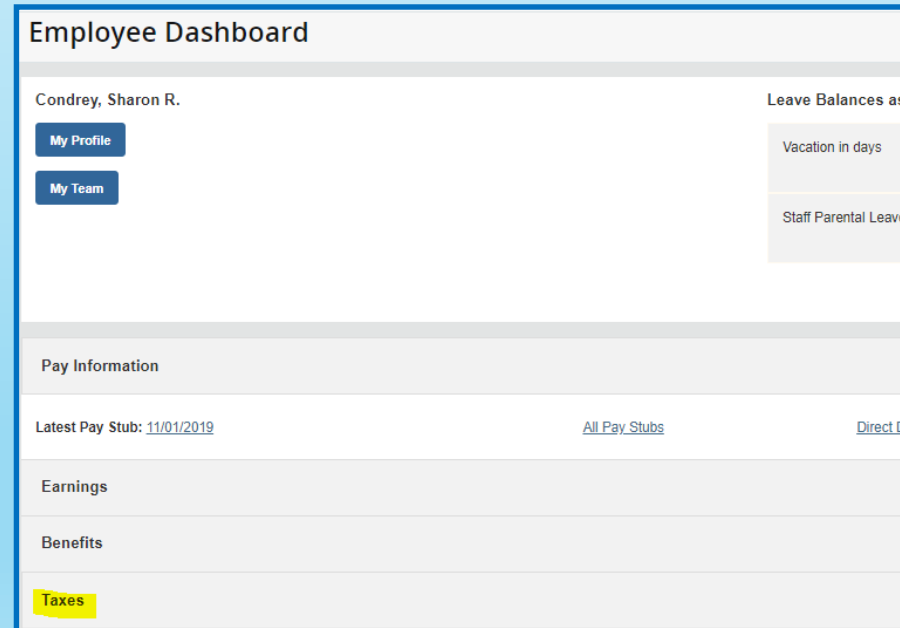 Employee Dashboard
Condrey, Sharon R.
My Profile
My Team
Leave Balances as
Vacation in days
Staff Parental Leave
Pay Information
Latest Pay Stub: 11/01/2019
All Pay Stubs
Direct
Earnings
Benefits
Taxes